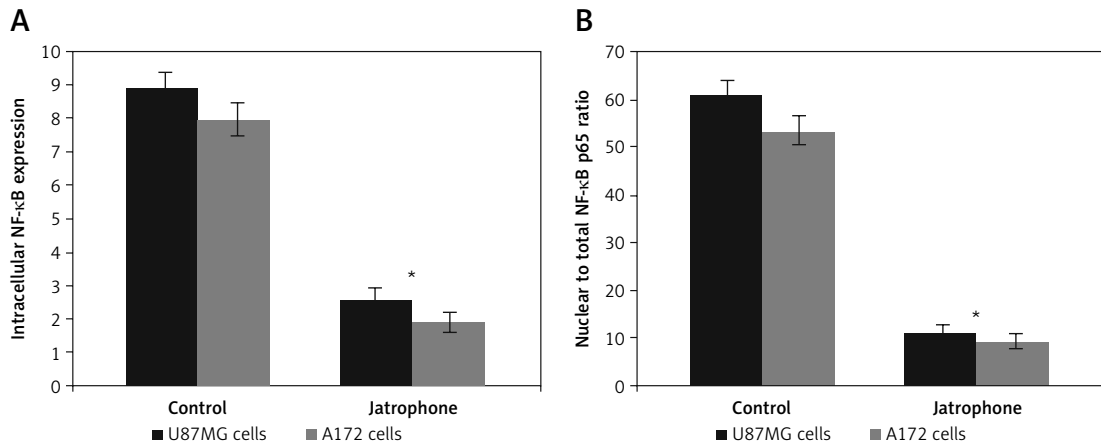 A
Intracellular NF-κB expression
10
9
8
7
6
5
4
3
2
1
0
*
Control
Jatrophone
■ U87MG cells ■ A172 cells
B
Nuclear to total NF-κB p65 ratio
70
60
50
40
30
20
10
0
*
Control
Jatrophone
■ U87MG cells ■ A172 cells